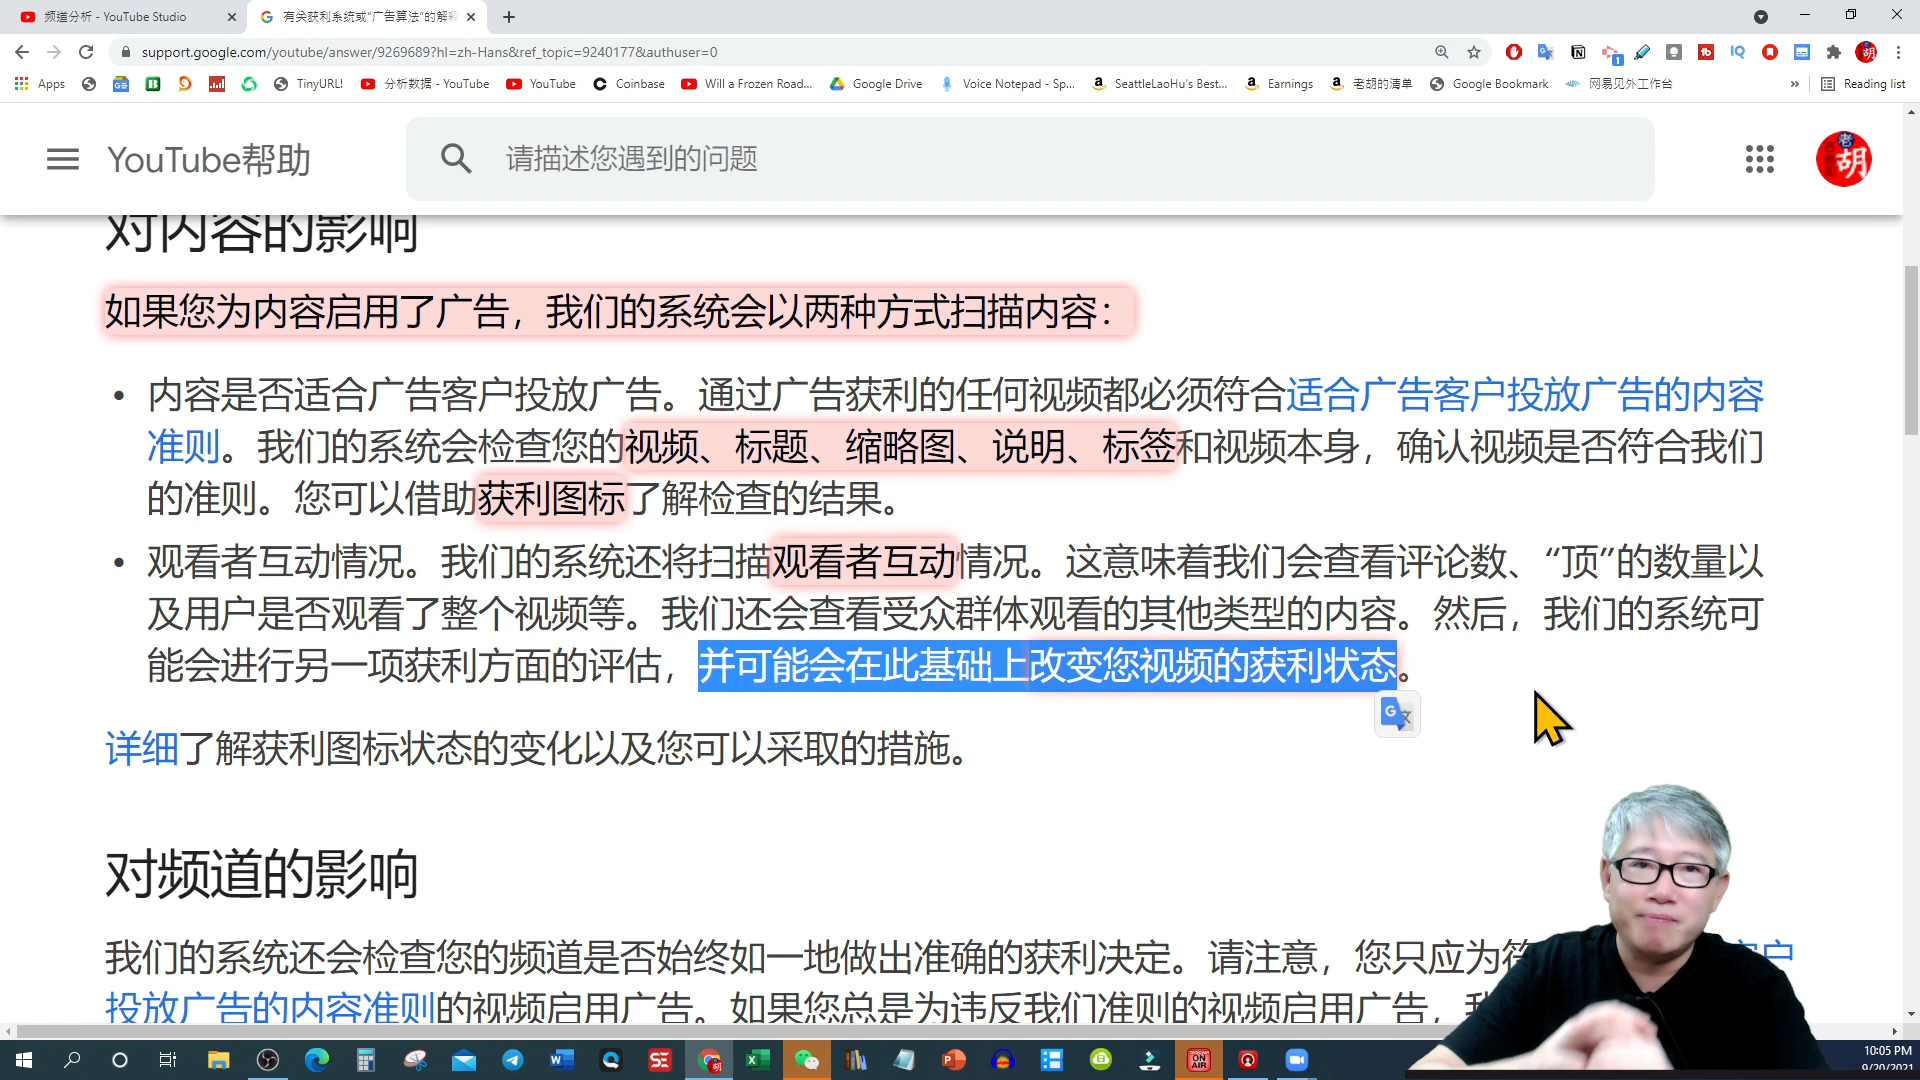 频道分析 - YouTube Studio
有关获利系统或"广告算法"的解释
support.google.com/youtube/answer/9269689?hl=zh-Hans&ref_topic=9240177&authuser=0
Apps
TinyURL!
分析数据 - YouTube
YouTube
Coinbase
Will a Frozen Road...
Google Drive
Voice Notepad - Sp...
SeattleLaoHu's Best...
Earnings
老胡的清单
Google Bookmark
网易见外工作台
»
Reading list
YouTube帮助
请描述您遇到的问题
对内容的影响
如果您为内容启用了广告，我们的系统会以两种方式扫描内容：
• 内容是否适合广告客户投放广告。通过广告获利的任何视频都必须符合适合广告客户投放广告的内容
准则。我们的系统会检查您的视频、标题、缩略图、说明、标签和视频本身，确认视频是否符合我们
的准则。您可以借助获利图标了解检查的结果。
• 观看者互动情况。我们的系统还将扫描观看者互动情况。这意味着我们会查看评论数、“顶”的数量以
及用户是否观看了整个视频等。我们还会查看受众群体观看的其他类型的内容。然后，我们的系统可
能会进行另一项获利方面的评估，并可能会在此基础上改变您视频的获利状态。
详细了解获利图标状态的变化以及您可以采取的措施。
对频道的影响
我们的系统还会检查您的频道是否始终如一地做出准确的获利决定。请注意，您只应为符
投放广告的内容准则的视频启用广告。如果您总是为违反我们准则的视频启用广告，我
10:05 PM
9/20/2021